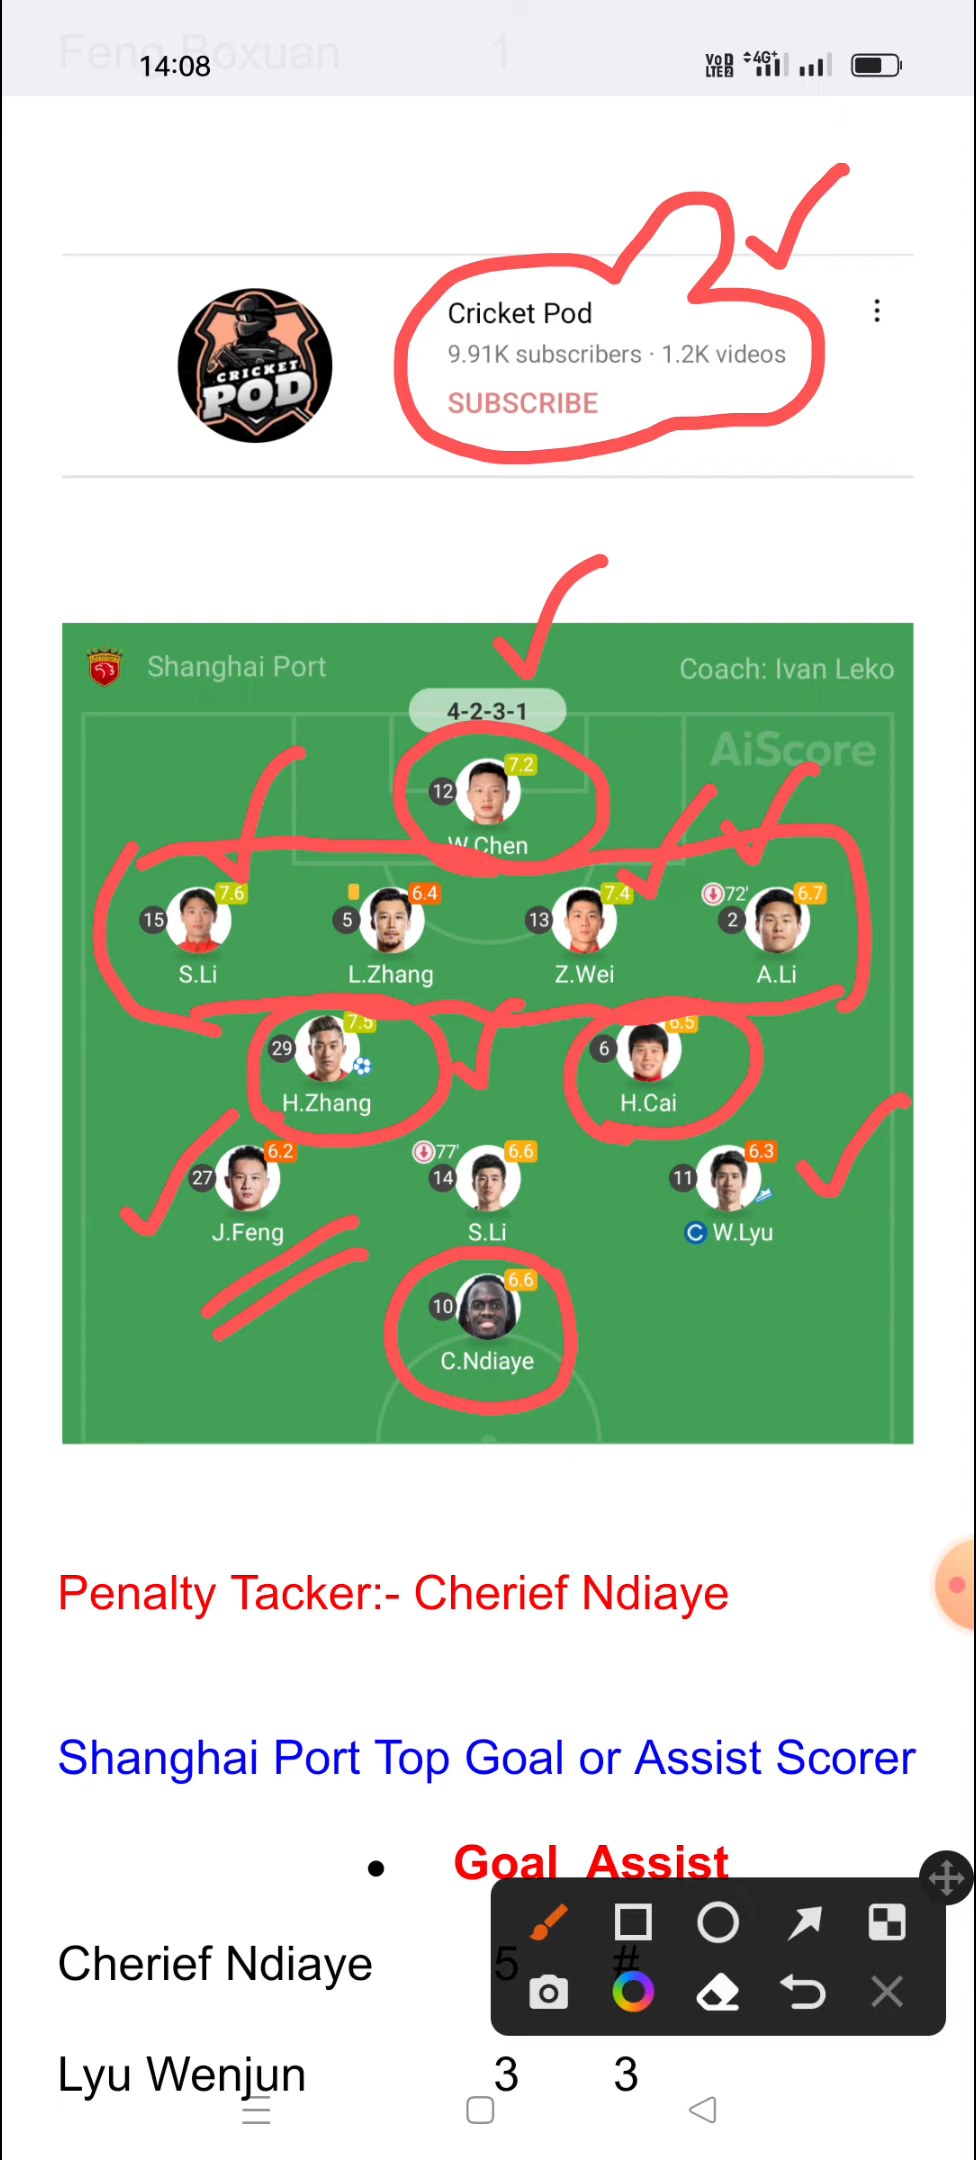 Feng Boxuan 1
14:08
VoD LTE2 4G+
Cricket Pod
9.91K subscribers · 1.2K videos
SUBSCRIBE
CRICKET
POD
Shanghai Port
Coach: Ivan Leko
4-2-3-1
AiScore
7.2
12
W.Chen
7.6 6.4 7.4 72' 6.7
15 5 13 2
S.Li L.Zhang Z.Wei A.Li
7.5 6.5
29 6
H.Zhang H.Cai
6.2 77' 6.6 6.3
27 14 11
J.Feng S.Li C W.Lyu
6.6
10
C.Ndiaye
Penalty Tacker:- Cherief Ndiaye
Shanghai Port Top Goal or Assist Scorer
• Goal Assist
Cherief Ndiaye 5 #
Lyu Wenjun 3 3